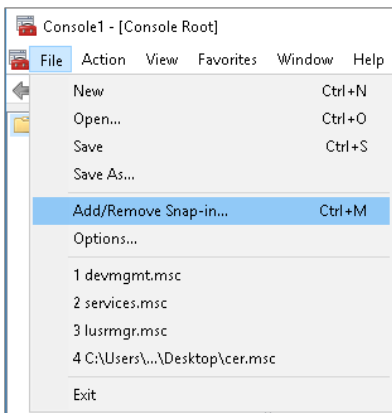 Console1 - [Console Root]
File Action View Favorites Window Help
New Ctrl+N
Open... Ctrl+O
Save Ctrl+S
Save As...
Add/Remove Snap-in... Ctrl+M
Options...
1 devmgmt.msc
2 services.msc
3 lusrmgr.msc
4 C:\Users\...\Desktop\cer.msc
Exit